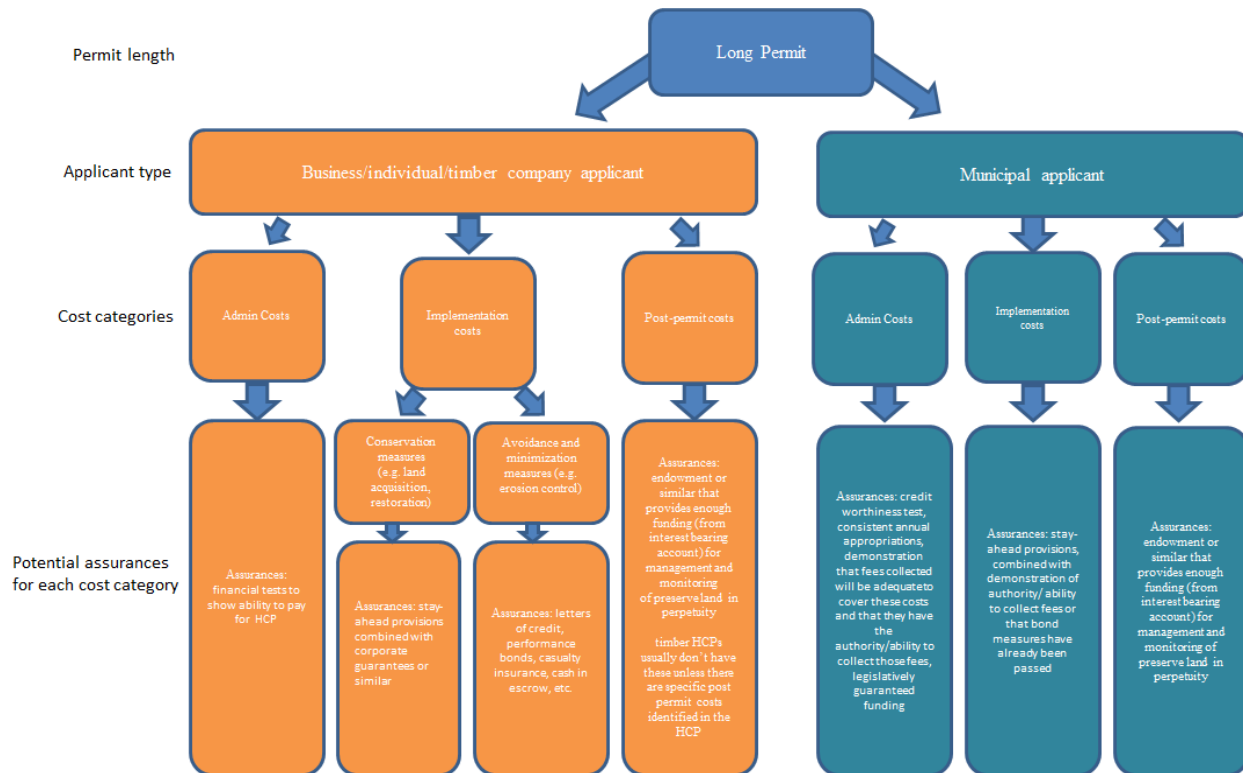 Permit length
Long Permit
Applicant type
Business/individual/timber company applicant
Municipal applicant
Cost categories
Admin Costs
Implementation
costs
Post-permit costs
Admin Costs
Implementation
costs
Post-permit costs
Potential assurances
for each cost category
Assurances:
financial tests to
show ability to pay
for HCP
Conservation
measures
(e.g. land
acquisition,
restoration)
Assurances: stay-
ahead provisions
combined with
corporate
guarantees or
similar
Avoidance and
minimization
measures (e.g.
erosion control)
Assurances: letters
of credit,
performance
bonds, casualty
insurance, cash in
escrow, etc.
Assurances:
endowment or
similar that
provides enough
funding (from
interest bearing
account) for
management and
monitoring
of preserve land in
perpetuity
timber HCPs
usually don't have
these unless there
are specific post
permit costs
identified in the
HCP
Assurances: credit
worthiness test,
consistent annual
appropriations,
demonstration
that fees collected
will be adequate to
cover these costs
and that they have
the
authority/ability to
collect those fees,
legislatively
guaranteed
funding
Assurances: stay-
ahead provisions,
combined with
demonstration of
authority/ ability
to collect fees or
that bond
measures have
already been
passed
Assurances:
endowment or
similar that provides
enough funding (from
interest bearing
account) for
management and
monitoring of
preserve land in
perpetuity